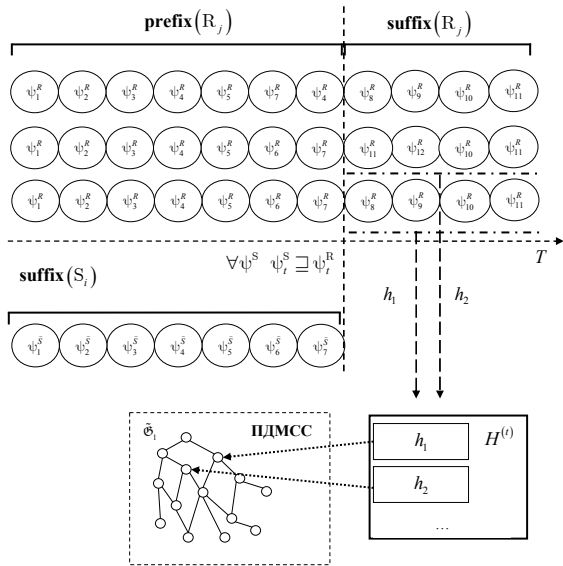 prefix(R_j) suffix(R_j)
ψ_1^R ψ_2^R ψ_3^R ψ_4^R ψ_5^R ψ_7^R ψ_4^R ψ_8^R ψ_9^R ψ_10^R ψ_11^R
ψ_1^R ψ_2^R ψ_3^R ψ_4^R ψ_5^R ψ_6^R ψ_7^R ψ_11^R ψ_12^R ψ_10^R ψ_11^R
ψ_1^R ψ_2^R ψ_3^R ψ_4^R ψ_5^R ψ_6^R ψ_7^R ψ_8^R ψ_9^R ψ_10^R ψ_11^R
∀ψ^S ψ_t^S ⊒ ψ_t^R T
suffix(S_i)
h_1 h_2
ψ_1^S̄ ψ_2^S̄ ψ_3^S̄ ψ_4^S̄ ψ_5^S̄ ψ_6^S̄ ψ_7^S̄
𝔊̃_1 ПДМСС h_1 H^(t)
h_2
...